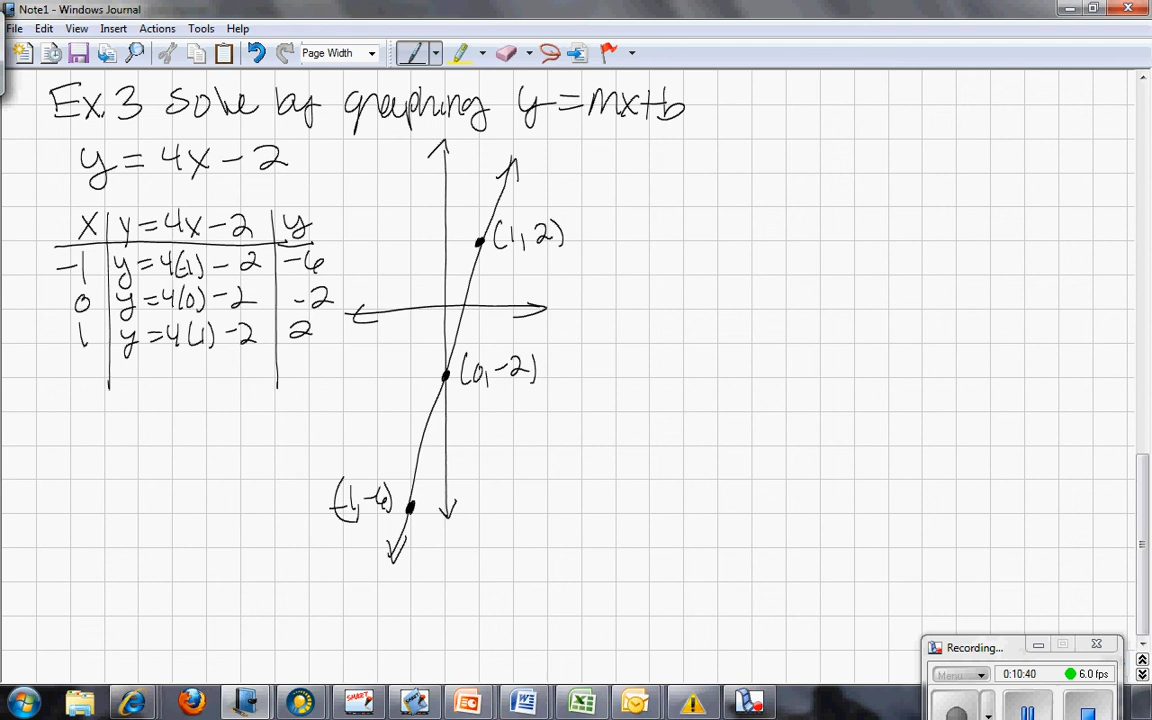 Note1 - Windows Journal
File Edit View Insert Actions Tools Help
Page Width
Ex. 3 solve by graphing y = mx+b
y = 4x - 2
x y = 4x - 2 y
-1 y = 4(-1) - 2 -6
0 y = 4(0) - 2 -2
1 y = 4(1) - 2 2
(1, 2)
(0, -2)
(-1, -6)
Recording...
Menu 0:10:40 6.0 fps
SMART